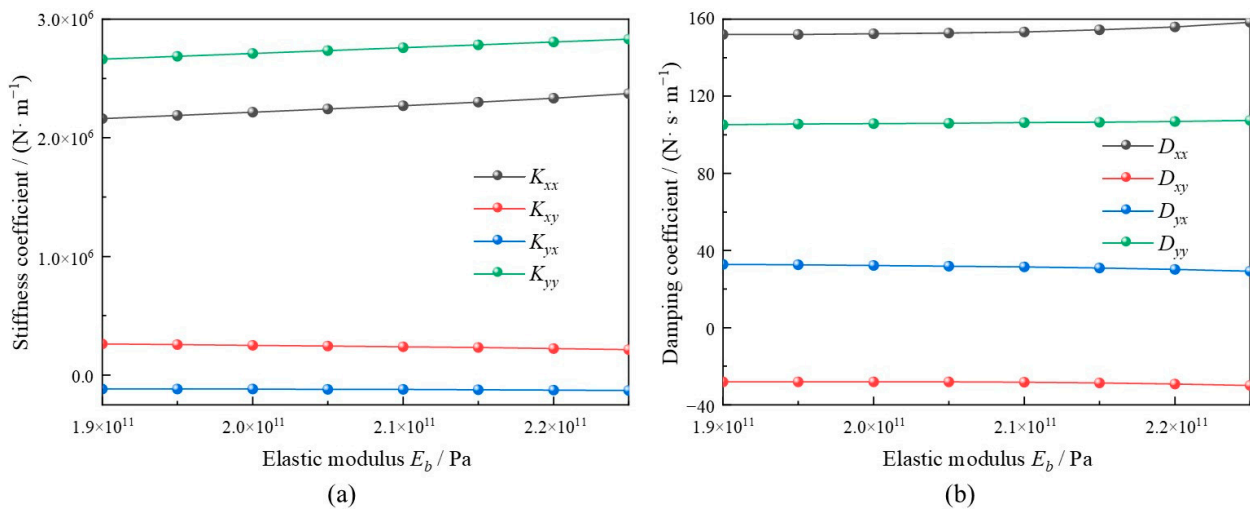 Stiffness coefficient / (N· m⁻¹)
3.0×10⁶
2.0×10⁶
1.0×10⁶
0.0
K_xx
K_xy
K_yx
K_yy
1.9×10¹¹ 2.0×10¹¹ 2.1×10¹¹ 2.2×10¹¹
Elastic modulus E_b / Pa
(a)
Damping coefficient / (N· s· m⁻¹)
160
120
80
40
0
−40
D_xx
D_xy
D_yx
D_yy
1.9×10¹¹ 2.0×10¹¹ 2.1×10¹¹ 2.2×10¹¹
Elastic modulus E_b / Pa
(b)